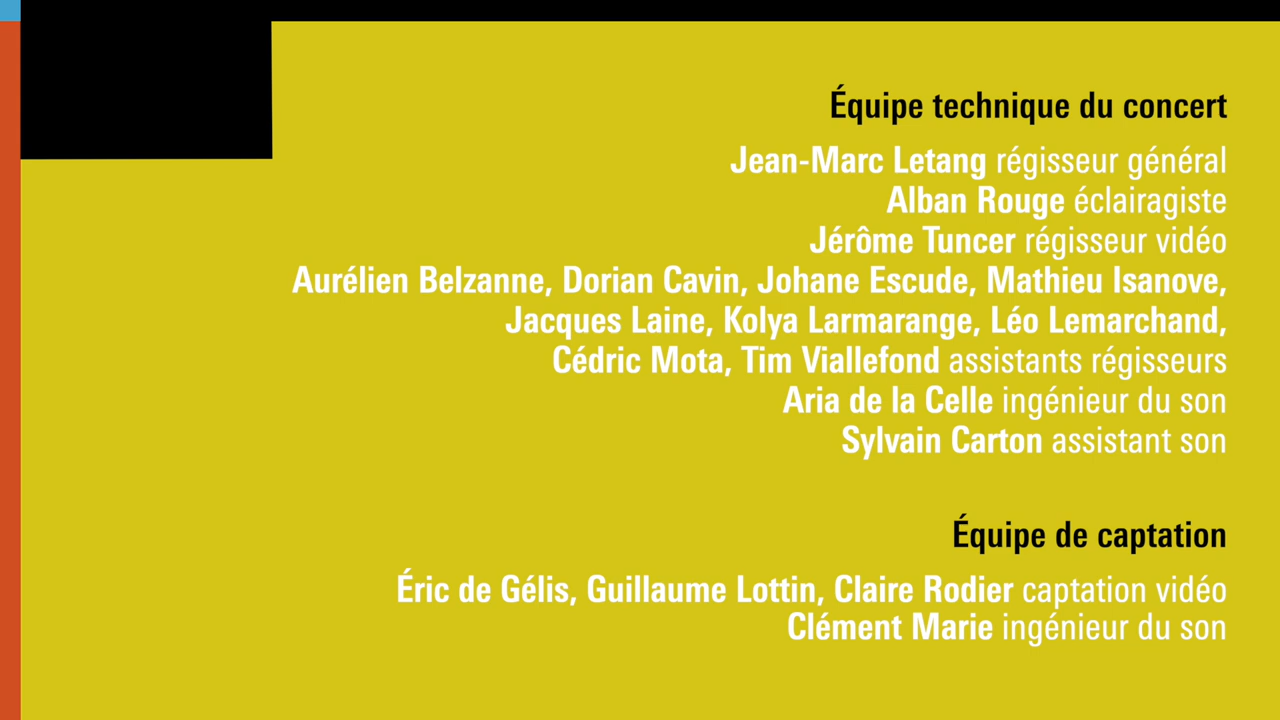 Équipe technique du concert
Jean-Marc Letang régisseur général
Alban Rouge éclairagiste
Jérôme Tuncer régisseur vidéo
Aurélien Belzanne, Dorian Cavin, Johane Escude, Mathieu Isanove,
Jacques Laine, Kolya Larmarange, Léo Lemarchand,
Cédric Mota, Tim Viallefond assistants régisseurs
Aria de la Celle ingénieur du son
Sylvain Carton assistant son
Équipe de captation
Éric de Gélis, Guillaume Lottin, Claire Rodier captation vidéo
Clément Marie ingénieur du son